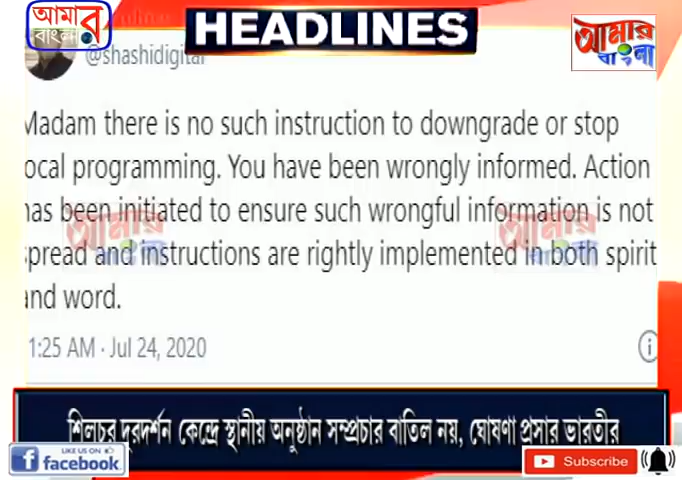 আমার
বাংলা
HEADLINES
আমার
বাংলা
@shashidigital
Madam there is no such instruction to downgrade or stop
ocal programming. You have been wrongly informed. Action
has been initiated to ensure such wrongful information is not
spread and instructions are rightly implemented in both spirit
and word.
আমার
বাংলা
আমার
বাংলা
1:25 AM · Jul 24, 2020
শিলচর দূরদর্শন কেন্দ্রে স্থানীয় অনুষ্ঠান সম্প্রচার বাতিল নয়, ঘোষণা প্রসার ভারতীর
LIKE US ON
facebook.
Subscribe